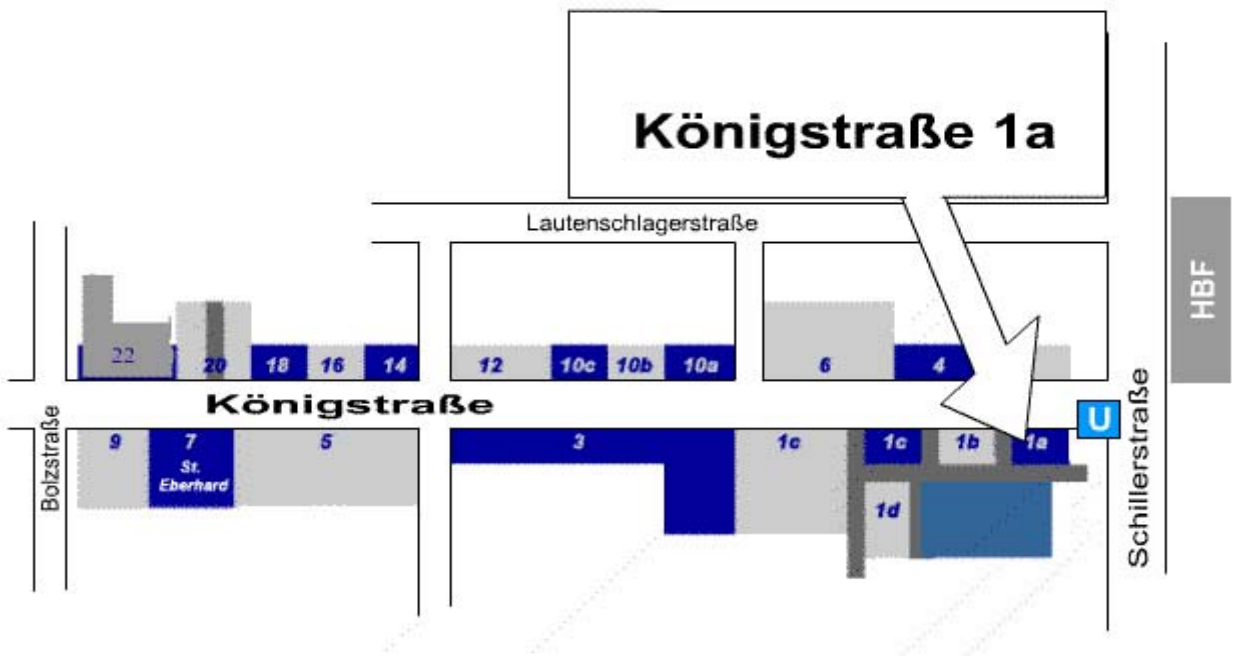 Königstraße 1a
Lautenschlagerstraße
HBF
22
20
18
16
14
12
10c
10b
10a
6
4
Königstraße
U
Bolzstraße
Schillerstraße
9
7
St.
Eberhard
5
3
1c
1c
1b
1a
1d